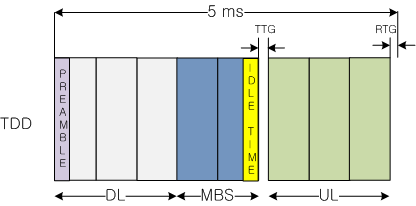 5 ms
TTG
RTG
TDD
PREAMBLE
IDLE TIME
DL
MBS
UL